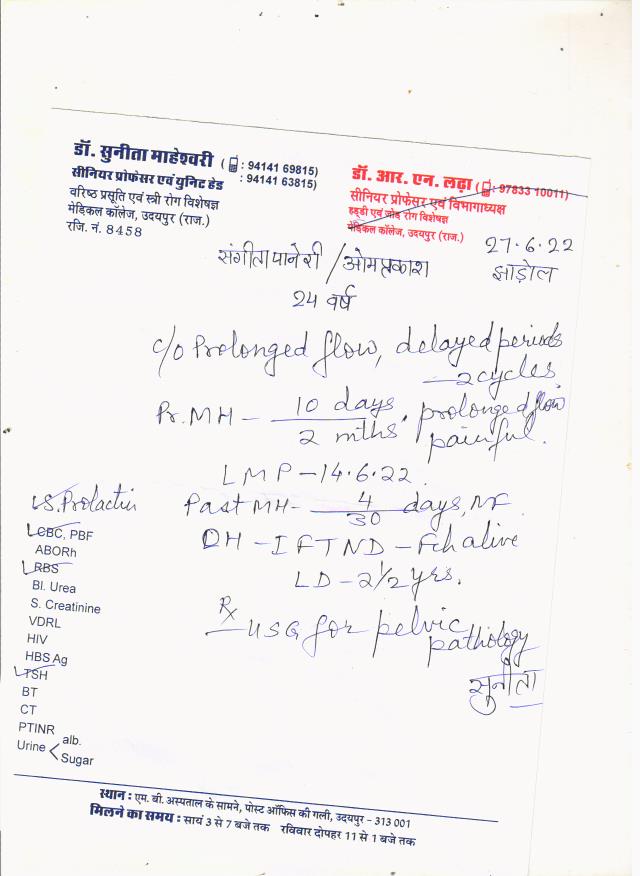 डॉ. सुनीता माहेश्वरी ( : 94141 69815)
: 94141 63815)
सीनियर प्रोफेसर एवं युनिट हेड
वरिष्ठ प्रसूति एवं स्त्री रोग विशेषज्ञ
मेडिकल कॉलेज, उदयपुर (राज.)
रजि. नं. 8458
डॉ. आर. एन. लढ़ा ( : 97833 10011)
सीनियर प्रोफेसर एवं विभागाध्यक्ष
हड्डी एवं जोड रोग विशेषज्ञ
मेडिकल कॉलेज, उदयपुर (राज.)
27.6.22
संगीता पानेरी / ओमप्रकाश झाड़ोल
24 वर्ष
c/o Prolonged flow, delayed periods
— 2 cycles.
Pr. MH – 10 days / 2 mths, prolonged flow
painful.
LMP – 14.6.22.
Past MH – 4 / 30 days, NF
OH – I FTND – Fch alive
LD – 2 1/2 yrs.
Rx
USG for pelvic
pathology
सुनीता
S. Prolactin
CBC, PBF
ABORh
RBS
Bl. Urea
S. Creatinine
VDRL
HIV
HBS Ag
TSH
BT
CT
PTINR
Urine < alb.
Sugar
स्थान : एम. बी. अस्पताल के सामने, पोस्ट ऑफिस की गली, उदयपुर - 313 001
मिलने का समय : सायं 3 से 7 बजे तक रविवार दोपहर 11 से 1 बजे तक